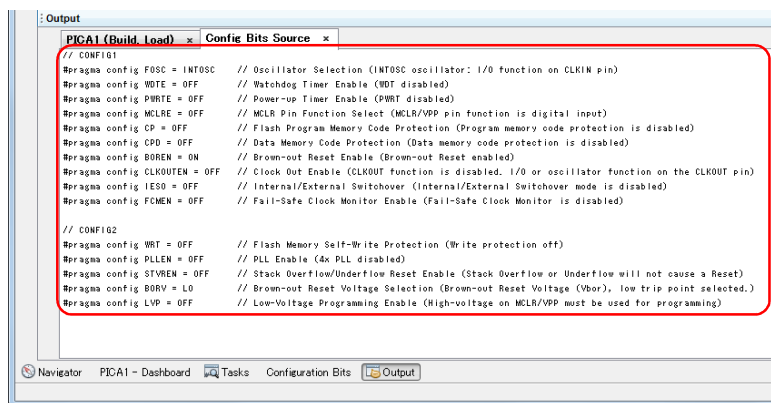 Output
PICA1 (Build, Load) × Config Bits Source ×
// CONFIG1
#pragma config FOSC = INTOSC // Oscillator Selection (INTOSC oscillator: I/O function on CLKIN pin)
#pragma config WDTE = OFF // Watchdog Timer Enable (WDT disabled)
#pragma config PWRTE = OFF // Power-up Timer Enable (PWRT disabled)
#pragma config MCLRE = OFF // MCLR Pin Function Select (MCLR/VPP pin function is digital input)
#pragma config CP = OFF // Flash Program Memory Code Protection (Program memory code protection is disabled)
#pragma config CPD = OFF // Data Memory Code Protection (Data memory code protection is disabled)
#pragma config BOREN = ON // Brown-out Reset Enable (Brown-out Reset enabled)
#pragma config CLKOUTEN = OFF // Clock Out Enable (CLKOUT function is disabled. I/O or oscillator function on the CLKOUT pin)
#pragma config IESO = OFF // Internal/External Switchover (Internal/External Switchover mode is disabled)
#pragma config FCMEN = OFF // Fail-Safe Clock Monitor Enable (Fail-Safe Clock Monitor is disabled)
// CONFIG2
#pragma config WRT = OFF // Flash Memory Self-Write Protection (Write protection off)
#pragma config PLLEN = OFF // PLL Enable (4x PLL disabled)
#pragma config STVREN = OFF // Stack Overflow/Underflow Reset Enable (Stack Overflow or Underflow will not cause a Reset)
#pragma config BORV = LO // Brown-out Reset Voltage Selection (Brown-out Reset Voltage (Vbor), low trip point selected.)
#pragma config LVP = OFF // Low-Voltage Programming Enable (High-voltage on MCLR/VPP must be used for programming)
Navigator PICA1 - Dashboard Tasks Configuration Bits Output